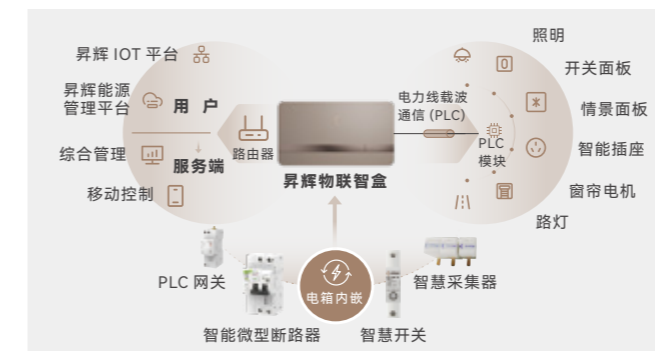 昇辉 IOT 平台
昇辉能源
管理平台
用 户
综合管理
服务端
移动控制
路由器
昇辉物联智盒
电力线载波
通信 (PLC)
PLC
模块
照明
开关面板
情景面板
智能插座
窗帘电机
路灯
PLC 网关
智能微型断路器
电箱内嵌
智慧开关
智慧采集器